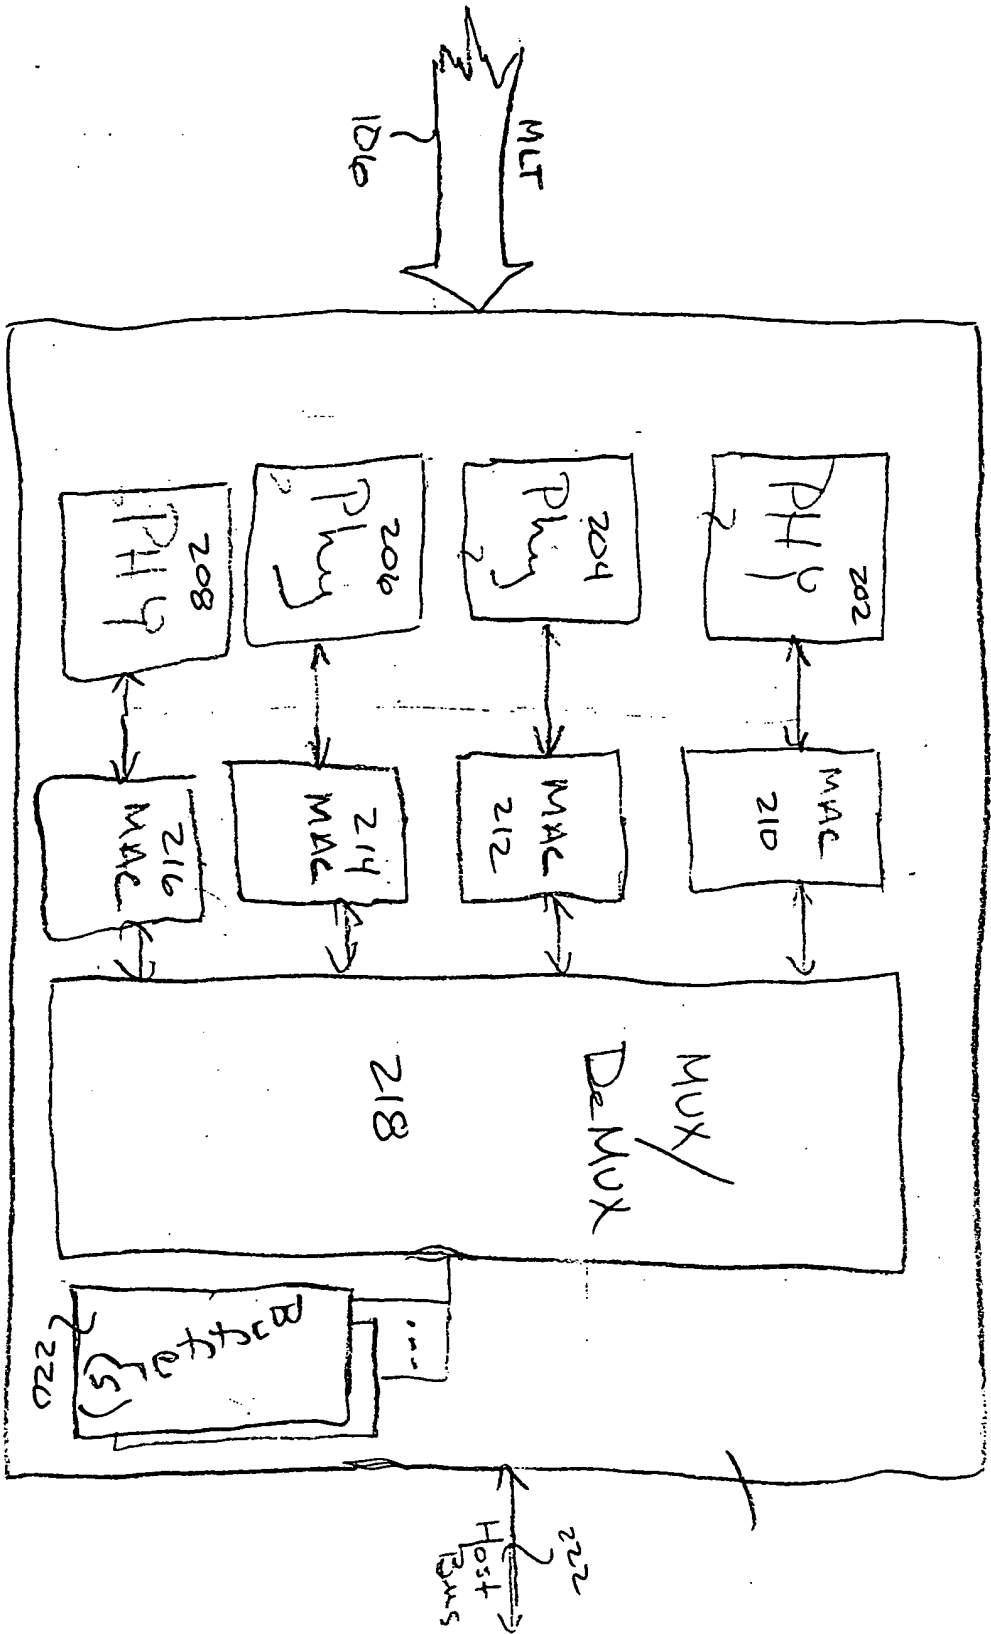 MLT
106
PHY
202
MAC
210
Phy
204
MAC
212
Phy
206
MAC
214
PHY
208
MAC
216
MUX/
DeMUX
218
Buffer
(s)
220
...
222
Host
Bus